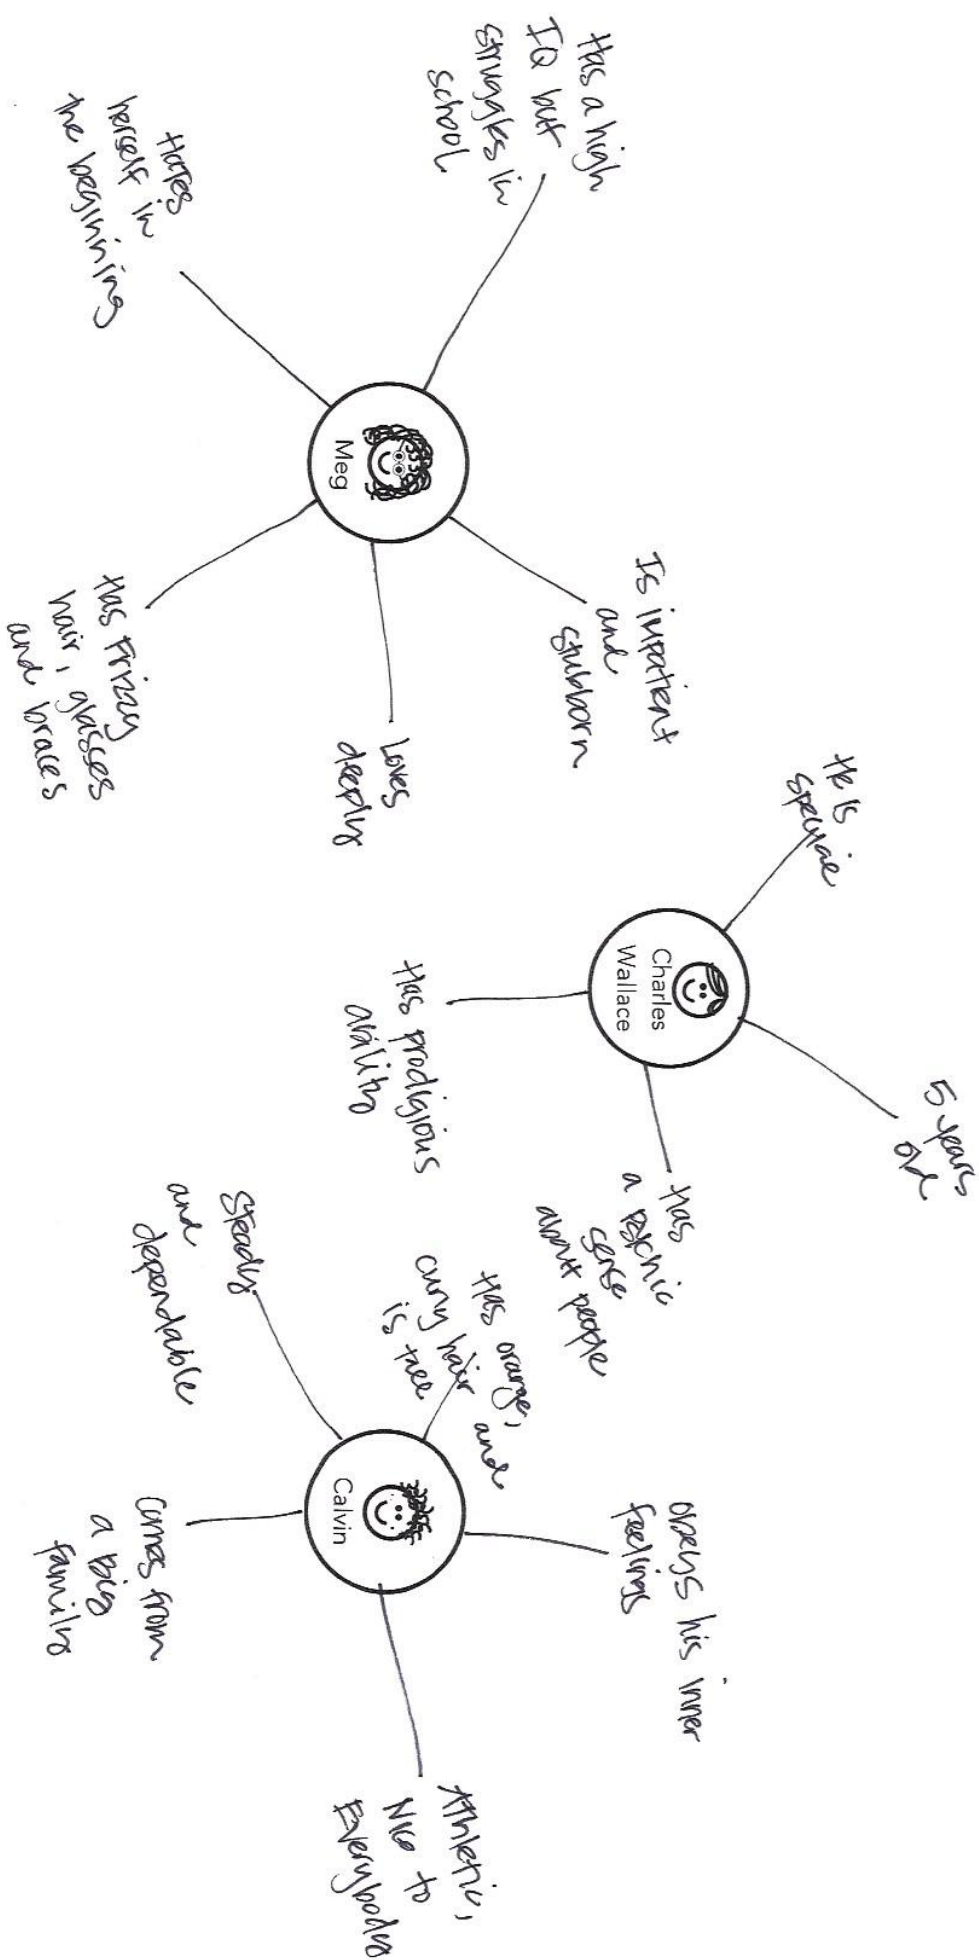 Has a high
IQ but
struggles in
school
Hates
herself in
the beginning
Meg
Is impatient
and
stubborn
Loves
deeply
Has Frizzy
hair, glasses
and braces
He is
special
5 years
old
Charles
Wallace
Has prodigious
ability
Has
a psychic
sense
about people
Steady
and
dependable
Has orange,
curly hair and
is tall
Calvin
obeys his inner
feelings
Comes from
a big
family
Athletic,
Nice to
Everybody